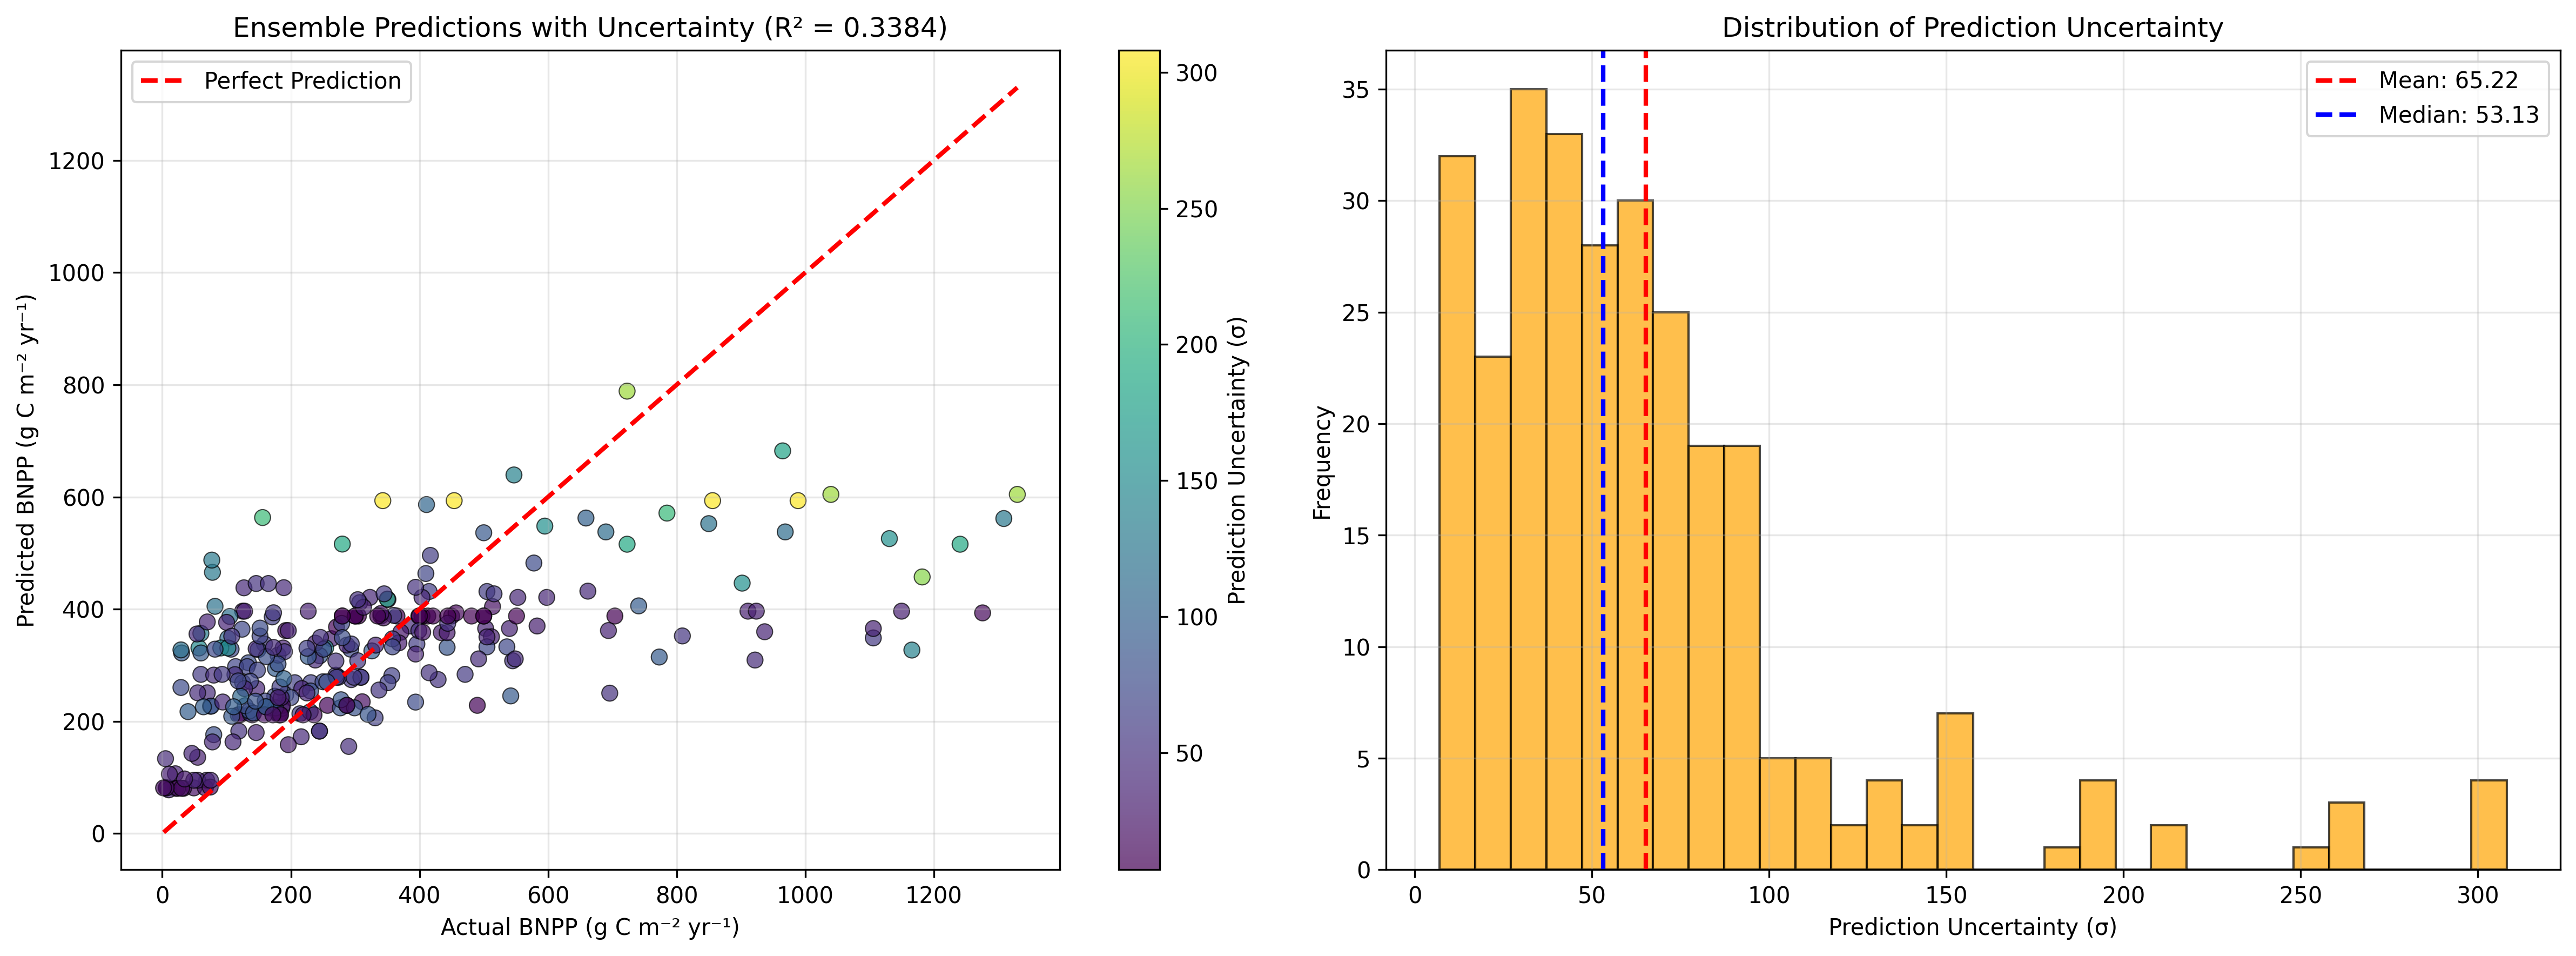 Ensemble Predictions with Uncertainty (R² = 0.3384)
Perfect Prediction
Predicted BNPP (g C m⁻² yr⁻¹)
1200
1000
800
600
400
200
0
0 200 400 600 800 1000 1200
Actual BNPP (g C m⁻² yr⁻¹)
300
250
200
150
100
50
Prediction Uncertainty (σ)
Distribution of Prediction Uncertainty
Mean: 65.22
Median: 53.13
Frequency
35
30
25
20
15
10
5
0
0 50 100 150 200 250 300
Prediction Uncertainty (σ)